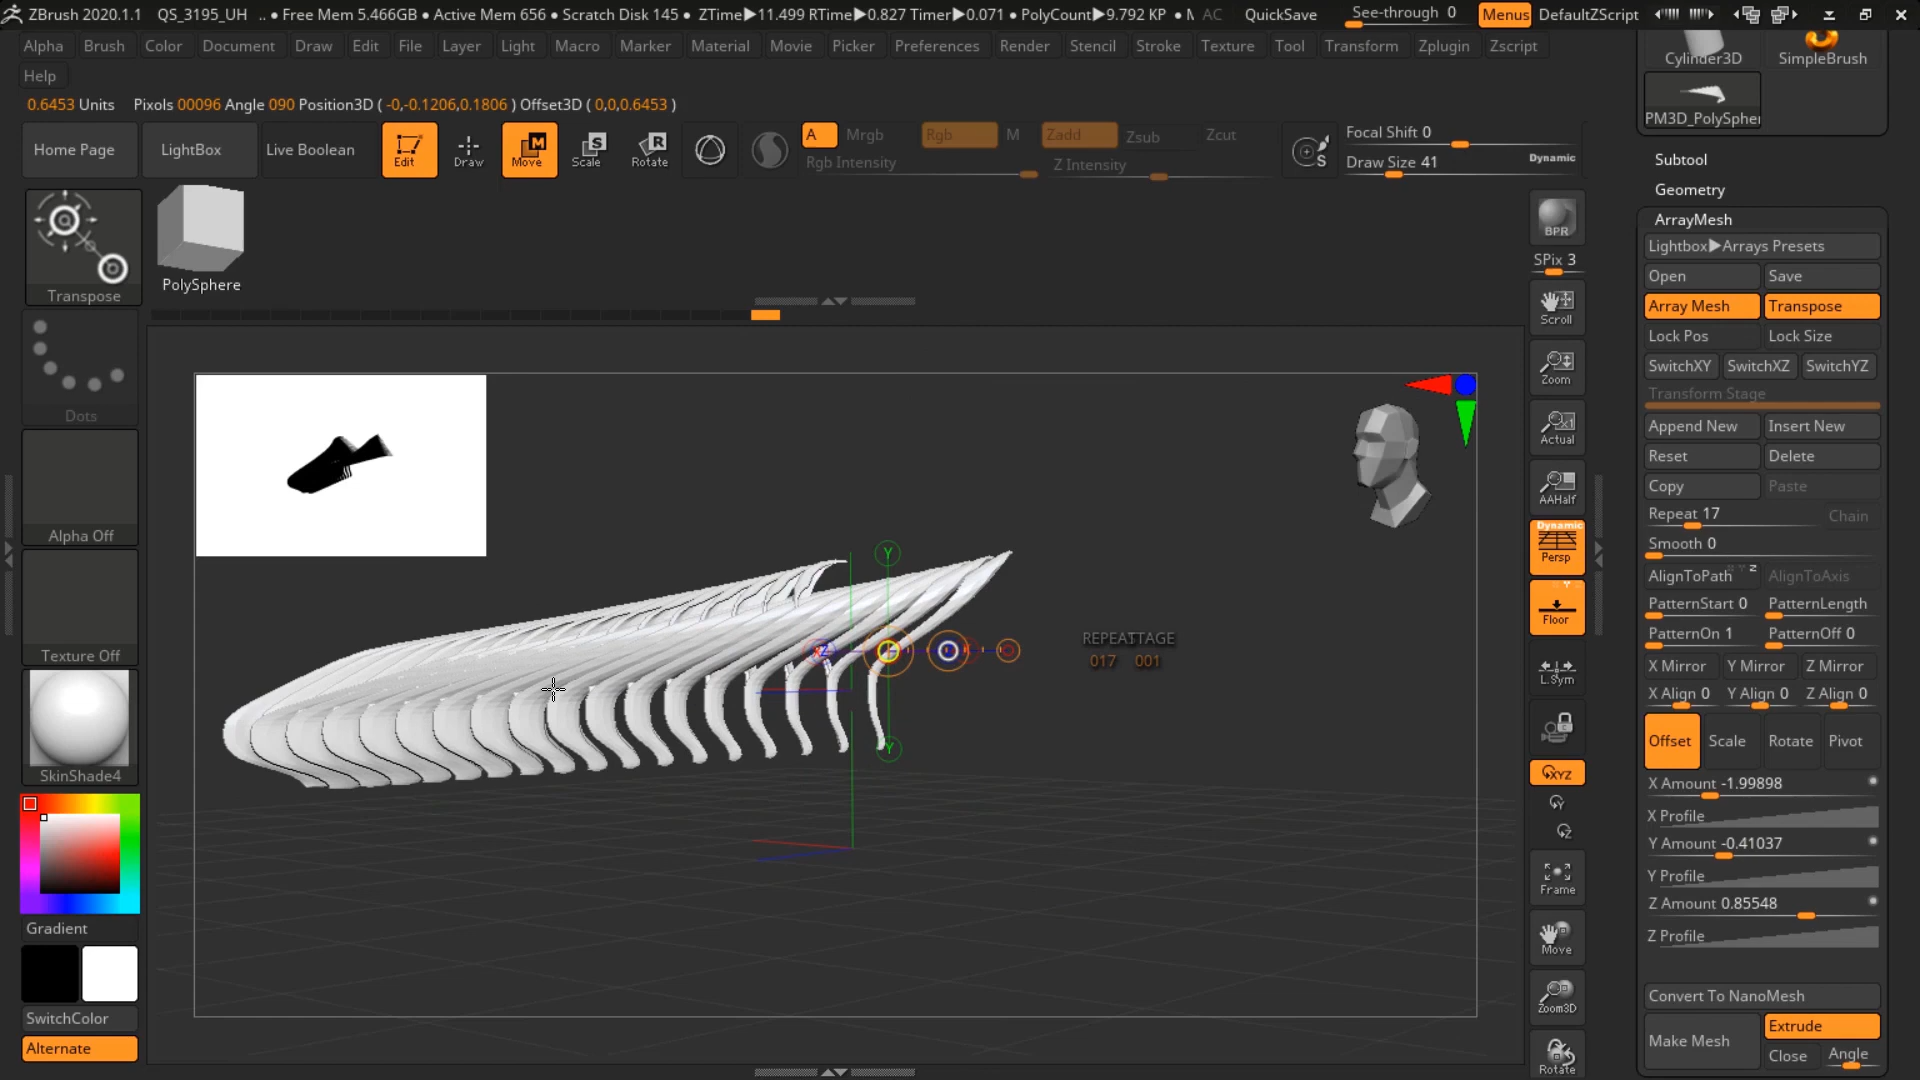 ZBrush 2020.1.1 QS_3195_UH .. ● Free Mem 5.466GB ● Active Mem 656 ● Scratch Disk 145 ● ZTime▶11.499 RTime▶0.827 Timer▶0.071 ● PolyCount▶9.792 KP ● AC QuickSave See-through 0 Menus DefaultZScript
Alpha Brush Color Document Draw Edit File Layer Light Macro Marker Material Movie Picker Preferences Render Stencil Stroke Texture Tool Transform Zplugin Zscript
Help
0.6453 Units Pixols 00096 Angle 090 Position3D ( -0,-0.1206,0.1806 ) Offset3D ( 0,0,0.6453 )
Home Page LightBox Live Boolean Edit Draw Move Scale Rotate
A Mrgb Rgb M Zadd Zsub Zcut
Rgb Intensity Z Intensity
Focal Shift 0
Draw Size 41 Dynamic
Transpose
PolySphere
Dots
Alpha Off
Texture Off
SkinShade4
Gradient
SwitchColor
Alternate
REPEATTAGE
017 001
Y
Y
Z
BPR
SPix 3
Scroll
Zoom
Actual
AAHalf
Dynamic
Persp
Floor
L.Sym
XYZ
Y
Z
Frame
Move
Zoom3D
Rotate
Cylinder3D SimpleBrush
PM3D_PolySpher
Subtool
Geometry
ArrayMesh
Lightbox▶Arrays Presets
Open Save
Array Mesh Transpose
Lock Pos Lock Size
SwitchXY SwitchXZ SwitchYZ
Transform Stage
Append New Insert New
Reset Delete
Copy Paste
Repeat 17 Chain
Smooth 0
AlignToPath AlignToAxis
PatternStart 0 PatternLength
PatternOn 1 PatternOff 0
X Mirror Y Mirror Z Mirror
X Align 0 Y Align 0 Z Align 0
Offset Scale Rotate Pivot
X Amount -1.99898
X Profile
Y Amount -0.41037
Y Profile
Z Amount 0.85548
Z Profile
Convert To NanoMesh
Make Mesh Extrude
Close Angle